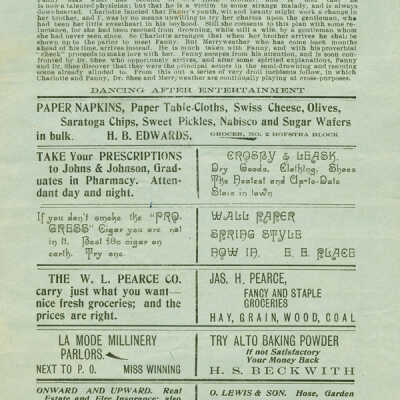 is now a talented physician; but that he is a victim to some strange malady, and is always
down-hearted. Charlotte fancied that Fanny's youth, wit and beauty might work a change in
her brother, and F. was by no means unwilling to try her charms upon the gentleman, who
had been her little sweetheart in his boyhood. Still she consents to this plan with some re-
luctance, for she had been rescued from drowning, while still a wife, by a gentleman whom
she had never seen since. So Charlotte arranges that when her brother arrives he shall be
shown up to the parlor to amuse Fanny. But Merryweather who has come thoughtlessly
ahead of his time, arrives instead. He is much taken with Fanny, and with his proverbial
"cheek" proceeds to make love to her. Fanny escapes from his attention, and is soon con-
fronted by Dr. Shee who opportunely arrives, and after some spirited explanations, Fanny
and Dr. Shee discover that they were the principal actors in the semi-drowning and rescuing
scene already alluded to. From this out a series of very droll incidents follow, in which
Charlotte and Fanny, Dr. Shee and Merryweather are continually playing at cross-purposes.
DANCING AFTER ENTERTAINMENT
PAPER NAPKINS, Paper Table-Cloths, Swiss Cheese, Olives,
Saratoga Chips, Sweet Pickles, Nabisco and Sugar Wafers
in bulk. H. B. EDWARDS. GROCER, NO. 2 HOFSTRA BLOCK
TAKE Your PRESCRIPTIONS
to Johns & Johnson, Grad-
uates in Pharmacy. Atten-
dant day and night.
CROSBY & LEASK.
Dry Goods, Clothing, Shoes
The Neatest and Up-to-Date
Store in town
If you don't smoke the "PRO-
GRESS" Cigar you are not
in it. Best 10c cigar on
earth. Try one.
WALL PAPER
SPRING STYLE
NOW IN. E. E. PLACE
THE W. L. PEARCE CO.
carry just what you want—
nice fresh groceries; and the
prices are right.
JAS. H. PEARCE,
FANCY AND STAPLE
GROCERIES
HAY, GRAIN, WOOD, COAL
LA MODE MILLINERY
PARLORS.
NEXT TO P. O. MISS WINNING
TRY ALTO BAKING POWDER
If not Satisfactory
Your Money Back
H. S. BECKWITH
ONWARD AND UPWARD. Real
Estate and Fire Insurance; also
O. LEWIS & SON. Hose, Garden